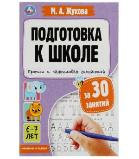 М. А. Жукова
ПОДГОТОВКА
К ШКОЛЕ
за 30
занятий
6-7
ЛЕТ